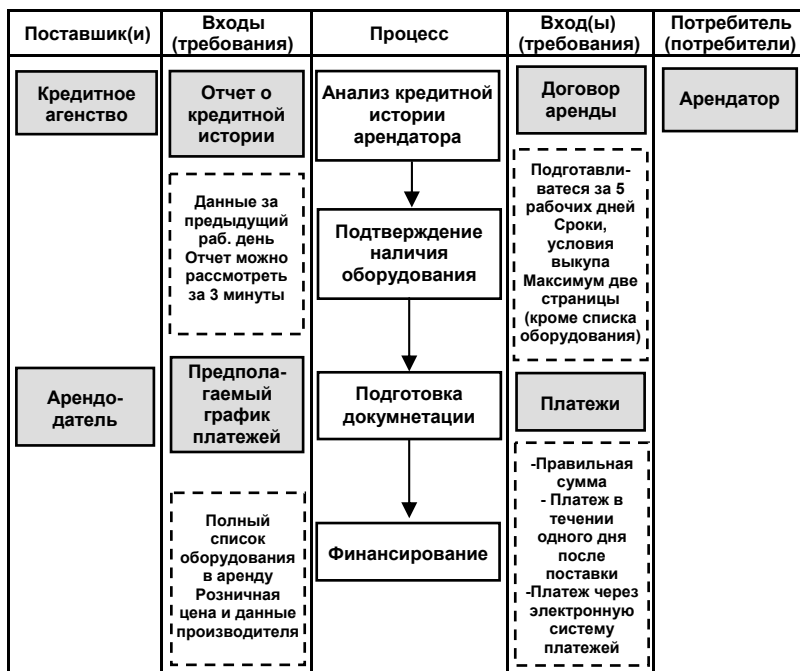 Поставшик(и)
Входы
(требования)
Процесс
Вход(ы)
(требования)
Потребитель
(потребители)
Кредитное
агенство
Отчет о
кредитной
истории
Данные за
предыдущий
раб. день
Отчет можно
рассмотреть
за 3 минуты
Анализ кредитной
истории
арендатора
Подтверждение
наличия
оборудования
Договор
аренды
Подготавли-
ватеся за 5
рабочих дней
Сроки,
условия
выкупа
Максимум две
страницы
(кроме списка
оборудования)
Арендатор
Арендо-
датель
Предпола-
гаемый
график
платежей
Полный
список
оборудования
в аренду
Розничная
цена и данные
производителя
Подготовка
докумнетации
Финансирование
Платежи
-Правильная
сумма
- Платеж в
течении
одного дня
после
поставки
-Платеж через
электронную
систему
платежей